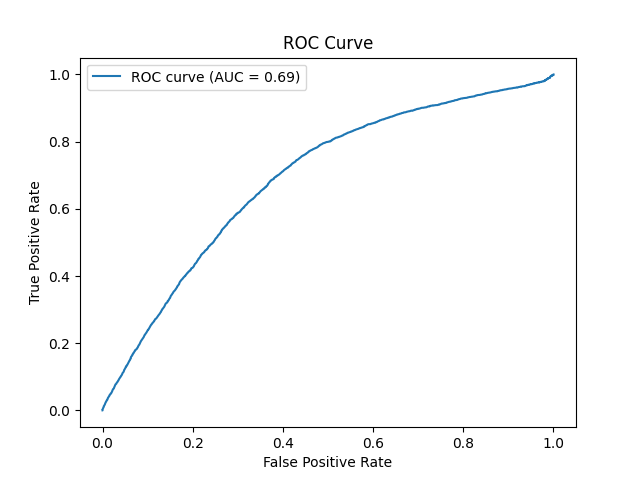 ROC Curve
ROC curve (AUC = 0.69)
True Positive Rate
1.0
0.8
0.6
0.4
0.2
0.0
0.0 0.2 0.4 0.6 0.8 1.0
False Positive Rate